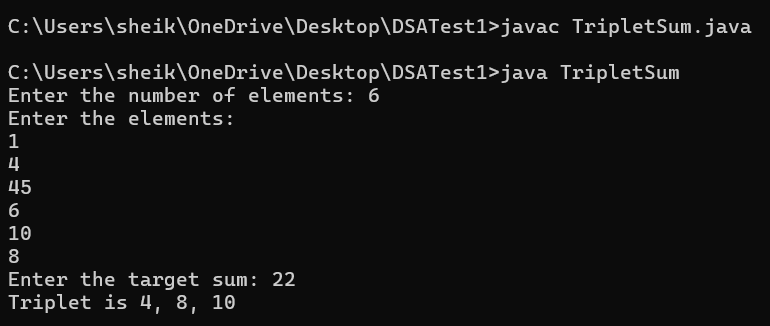 C:\Users\sheik\OneDrive\Desktop\DSATest1>javac TripletSum.java
C:\Users\sheik\OneDrive\Desktop\DSATest1>java TripletSum
Enter the number of elements: 6
Enter the elements:
1
4
45
6
10
8
Enter the target sum: 22
Triplet is 4, 8, 10